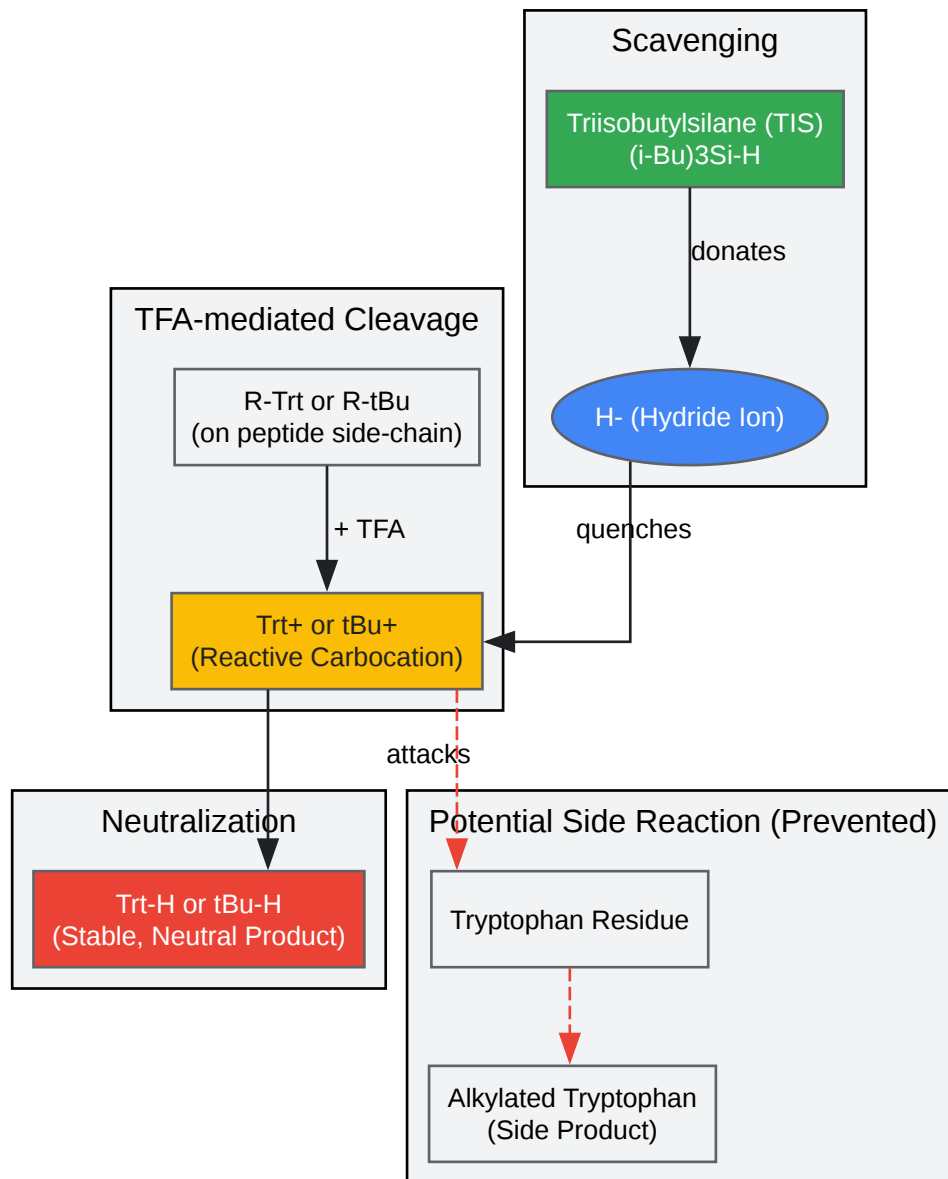 Scavenging
Triisobutylsilane (TIS)
(i-Bu)3Si-H
donates
H- (Hydride Ion)
quenches
TFA-mediated Cleavage
R-Trt or R-tBu
(on peptide side-chain)
+ TFA
Trt+ or tBu+
(Reactive Carbocation)
attacks
Neutralization
Trt-H or tBu-H
(Stable, Neutral Product)
Potential Side Reaction (Prevented)
Tryptophan Residue
Alkylated Tryptophan
(Side Product)